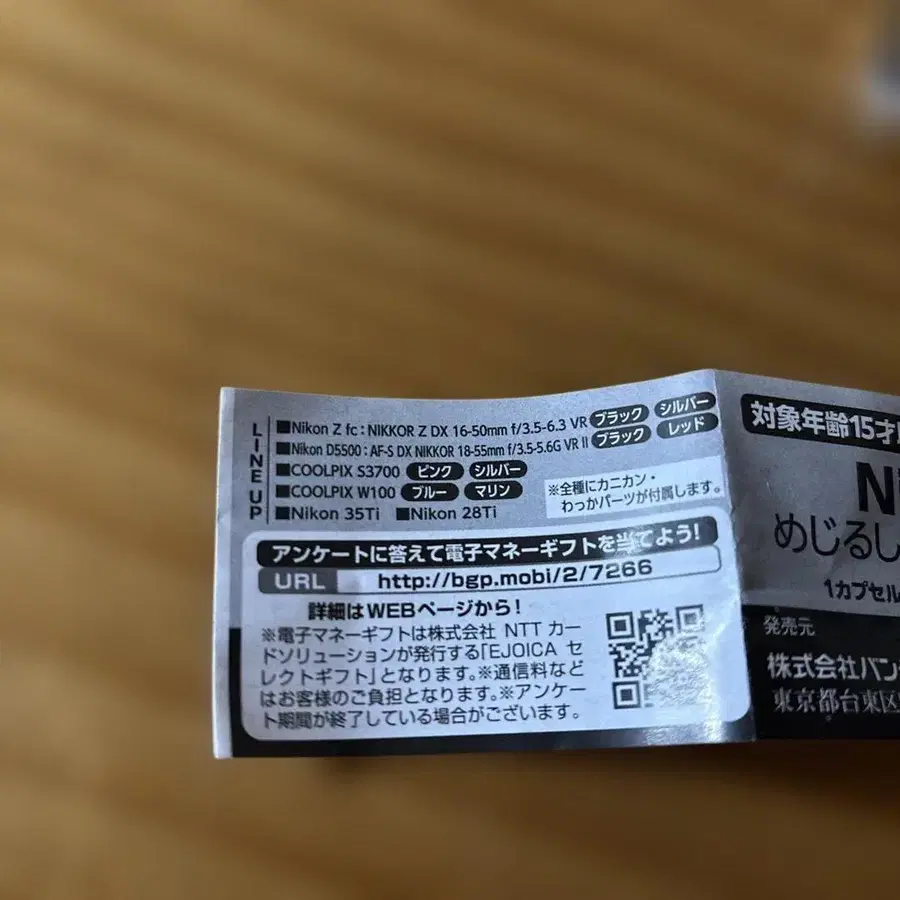 LINE UP
■Nikon Z fc：NIKKOR Z DX 16-50mm f/3.5-6.3 VR ブラック シルバー
■Nikon D5500：AF-S DX NIKKOR 18-55mm f/3.5-5.6G VR II ブラック レッド
■COOLPIX S3700 ピンク シルバー
■COOLPIX W100 ブルー マリン
※全種にカニカン・
わっかパーツが付属します。
■Nikon 35Ti ■Nikon 28Ti
アンケートに答えて電子マネーギフトを当てよう!
URL http://bgp.mobi/2/7266
詳細はWEBページから!
※電子マネーギフトは株式会社 NTT カー
ドソリューションが発行する「EJOICA セ
レクトギフト」となります。※通信料など
はお客様のご負担となります。※アンケー
ト期間が終了している場合がございます。
対象年齢15才
めじるし
1カプセル
発売元
株式会社バン
東京都台東区